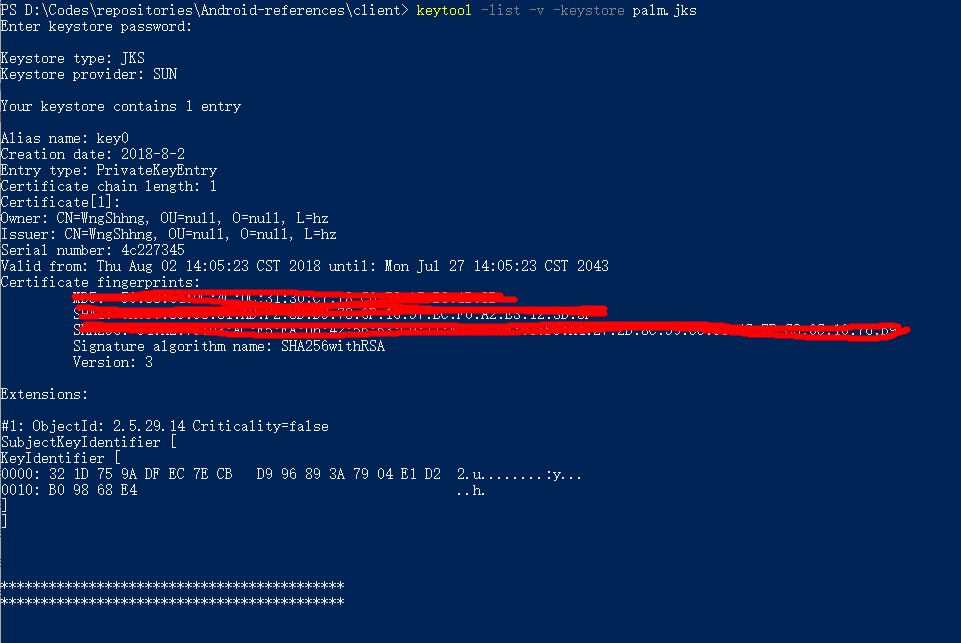 PS D:\Codes\repositories\Android-references\client> keytool -list -v -keystore palm.jks
Enter keystore password:
Keystore type: JKS
Keystore provider: SUN
Your keystore contains 1 entry
Alias name: key0
Creation date: 2018-8-2
Entry type: PrivateKeyEntry
Certificate chain length: 1
Certificate[1]:
Owner: CN=WngShhng, OU=null, O=null, L=hz
Issuer: CN=WngShhng, OU=null, O=null, L=hz
Serial number: 4c227345
Valid from: Thu Aug 02 14:05:23 CST 2018 until: Mon Jul 27 14:05:23 CST 2043
Certificate fingerprints:
Signature algorithm name: SHA256withRSA
Version: 3
Extensions:
#1: ObjectId: 2.5.29.14 Criticality=false
SubjectKeyIdentifier [
KeyIdentifier [
0000: 32 1D 75 9A DF EC 7E CB   D9 96 89 3A 79 04 E1 D2  2.u........:y...
0010: B0 98 68 E4                                        ..h.
]
]
*******************************************
*******************************************